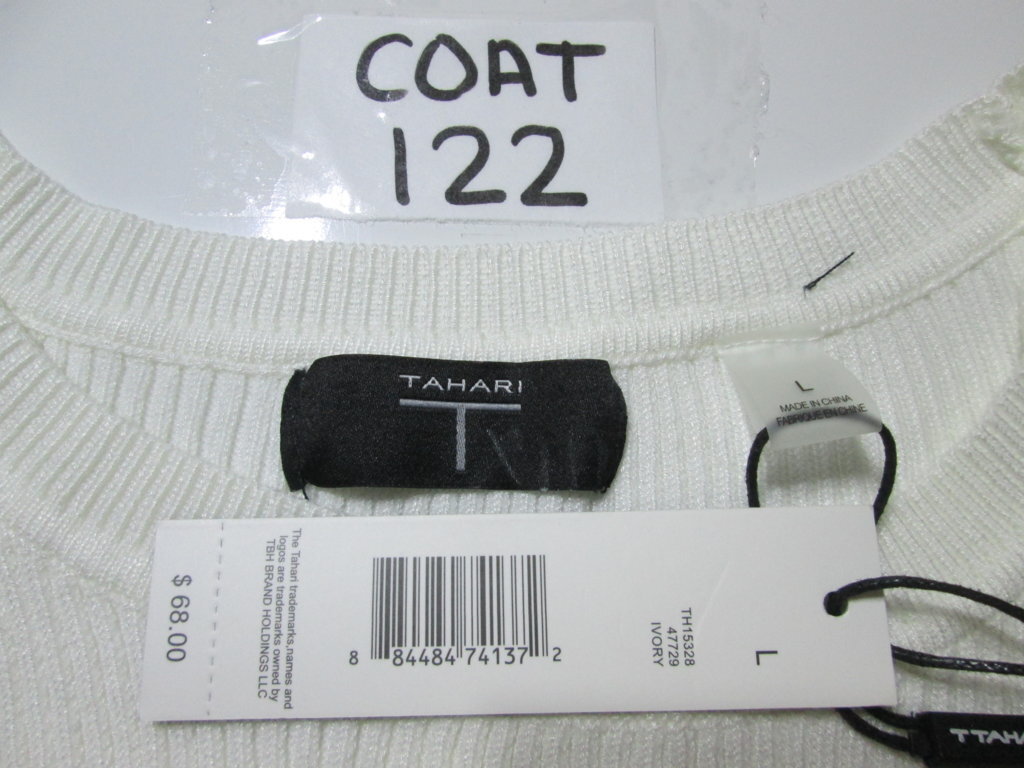 COAT
122
TAHARI
T
L
MADE IN CHINA
FABRIQUE EN CHINE
$ 68.00
The Tahari trademarks,names and
logos are trademarks owned by
TBH BRAND HOLDINGS LLC
8 84484 74137 2
TH15328
47729
IVORY
L
T TAHA